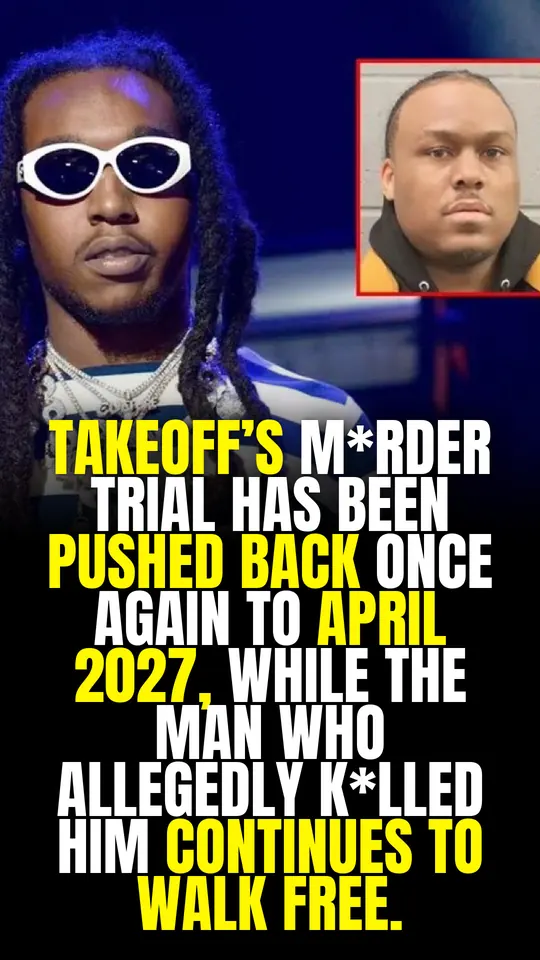 TAKEOFF’S M*RDER
TRIAL HAS BEEN
PUSHED BACK ONCE
AGAIN TO APRIL
2027, WHILE THE
MAN WHO
ALLEGEDLY K*LLED
HIM CONTINUES TO
WALK FREE.